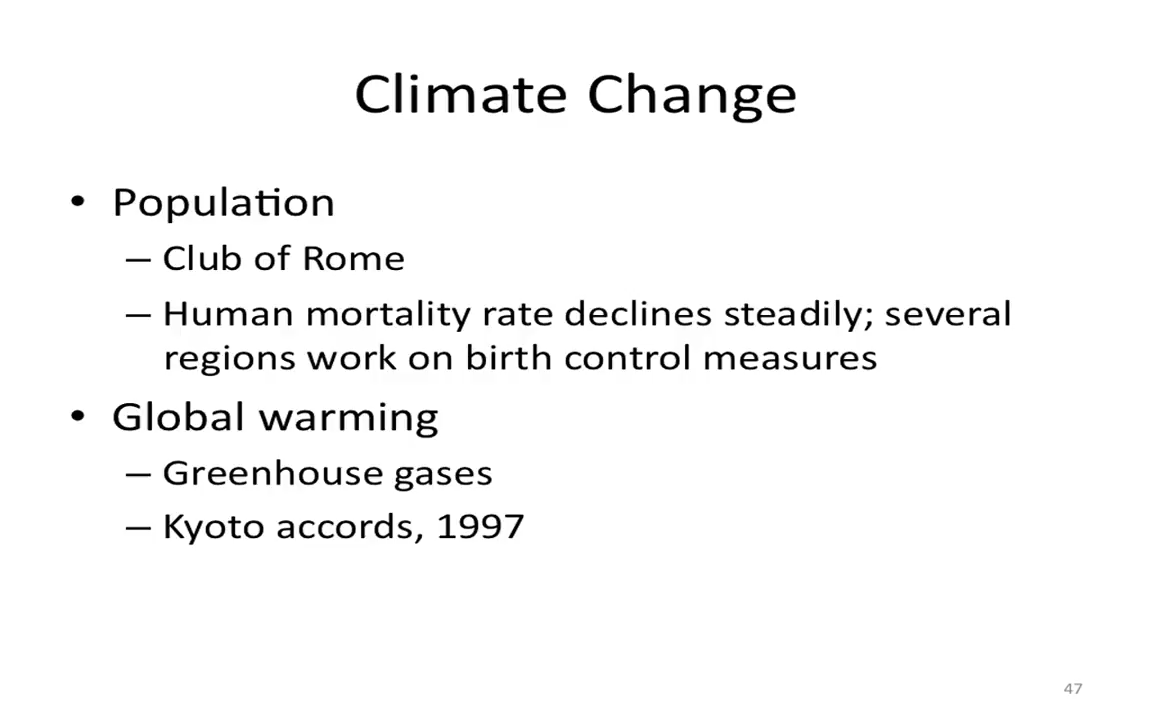 Climate Change
• Population
– Club of Rome
– Human mortality rate declines steadily; several
regions work on birth control measures
• Global warming
– Greenhouse gases
– Kyoto accords, 1997
47